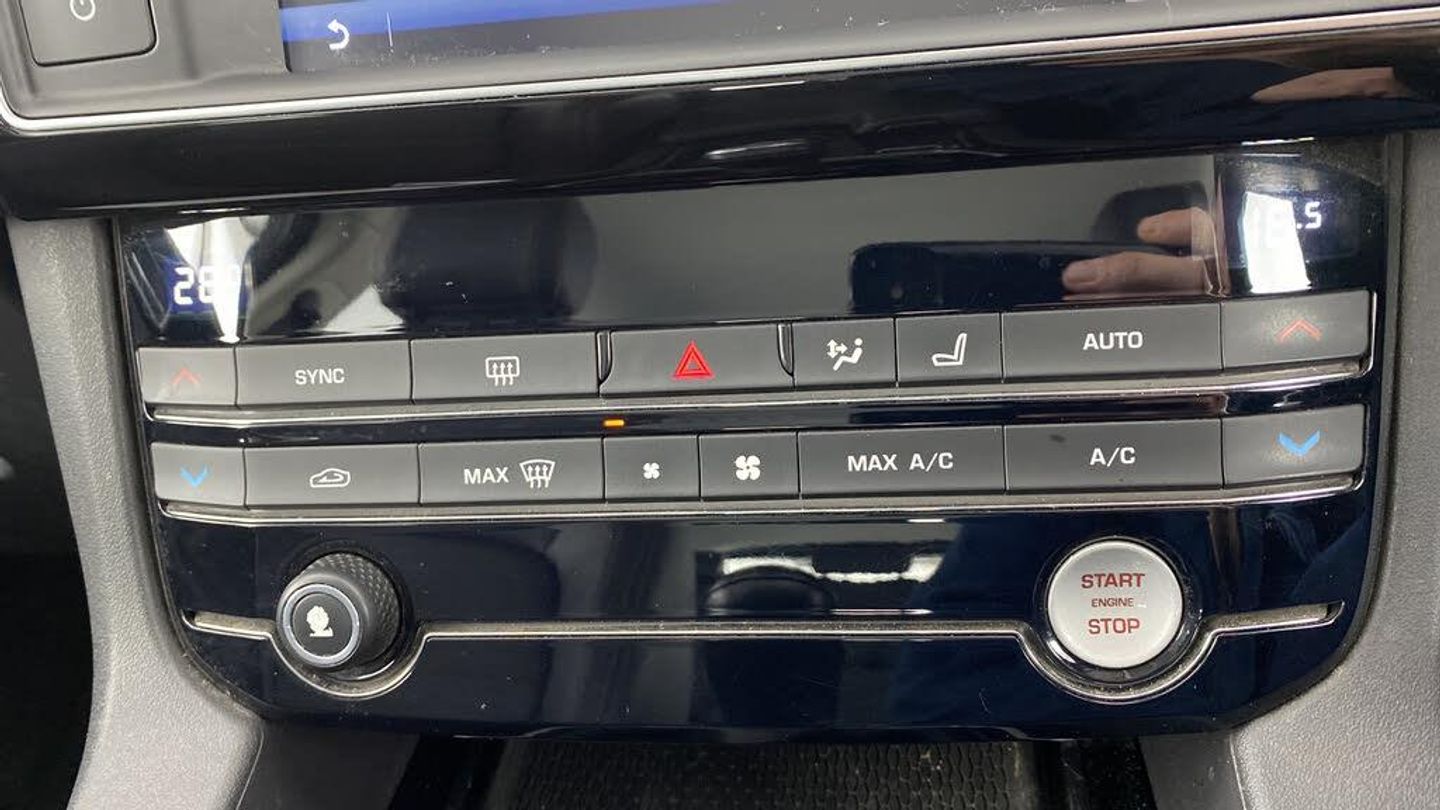 SYNC
AUTO
MAX
MAX A/C
A/C
START
ENGINE
STOP